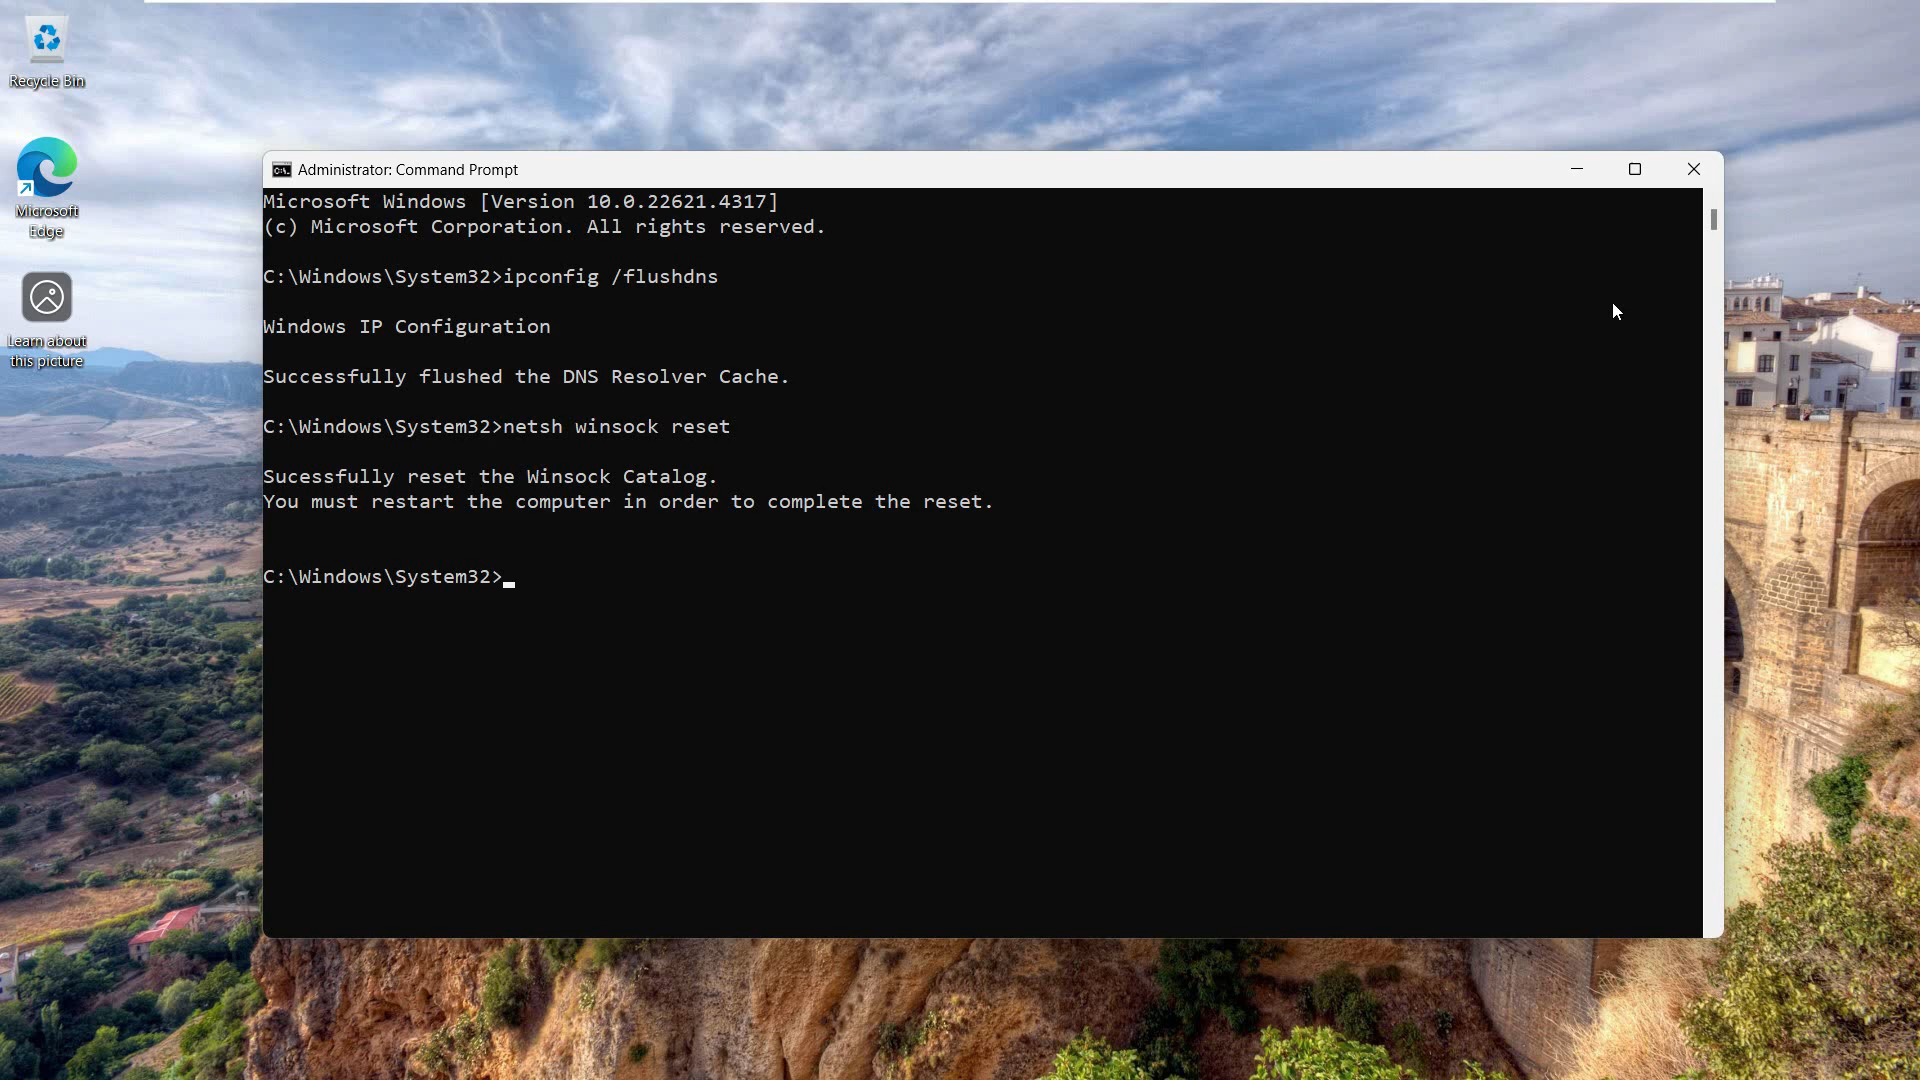 Recycle Bin
Microsoft
Edge
Learn about
this picture
Administrator: Command Prompt
Microsoft Windows [Version 10.0.22621.4317]
(c) Microsoft Corporation. All rights reserved.
C:\Windows\System32>ipconfig /flushdns
Windows IP Configuration
Successfully flushed the DNS Resolver Cache.
C:\Windows\System32>netsh winsock reset
Sucessfully reset the Winsock Catalog.
You must restart the computer in order to complete the reset.
C:\Windows\System32>